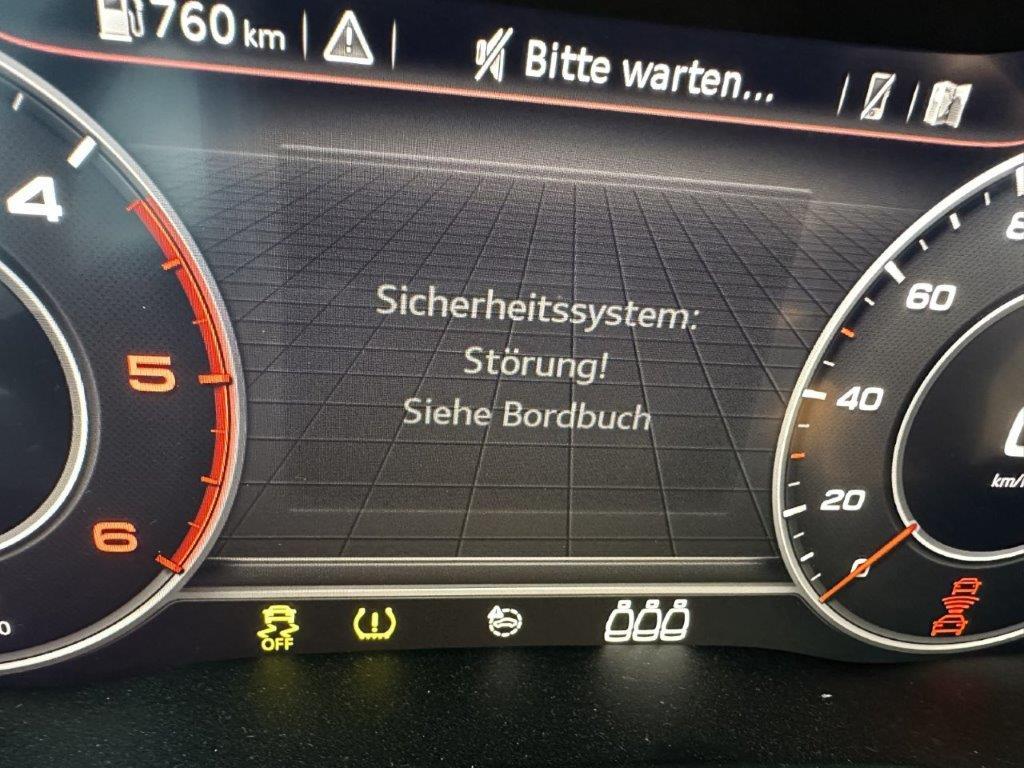 760 km
Bitte warten...
Sicherheitssystem:
Störung!
Siehe Bordbuch
4
5
6
60
40
20
0
OFF